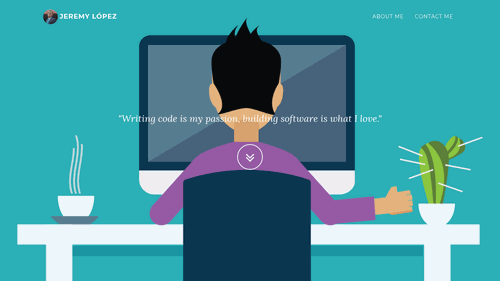 JEREMY LÓPEZ
ABOUT ME
CONTACT ME
"Writing code is my passion, building software is what I love."